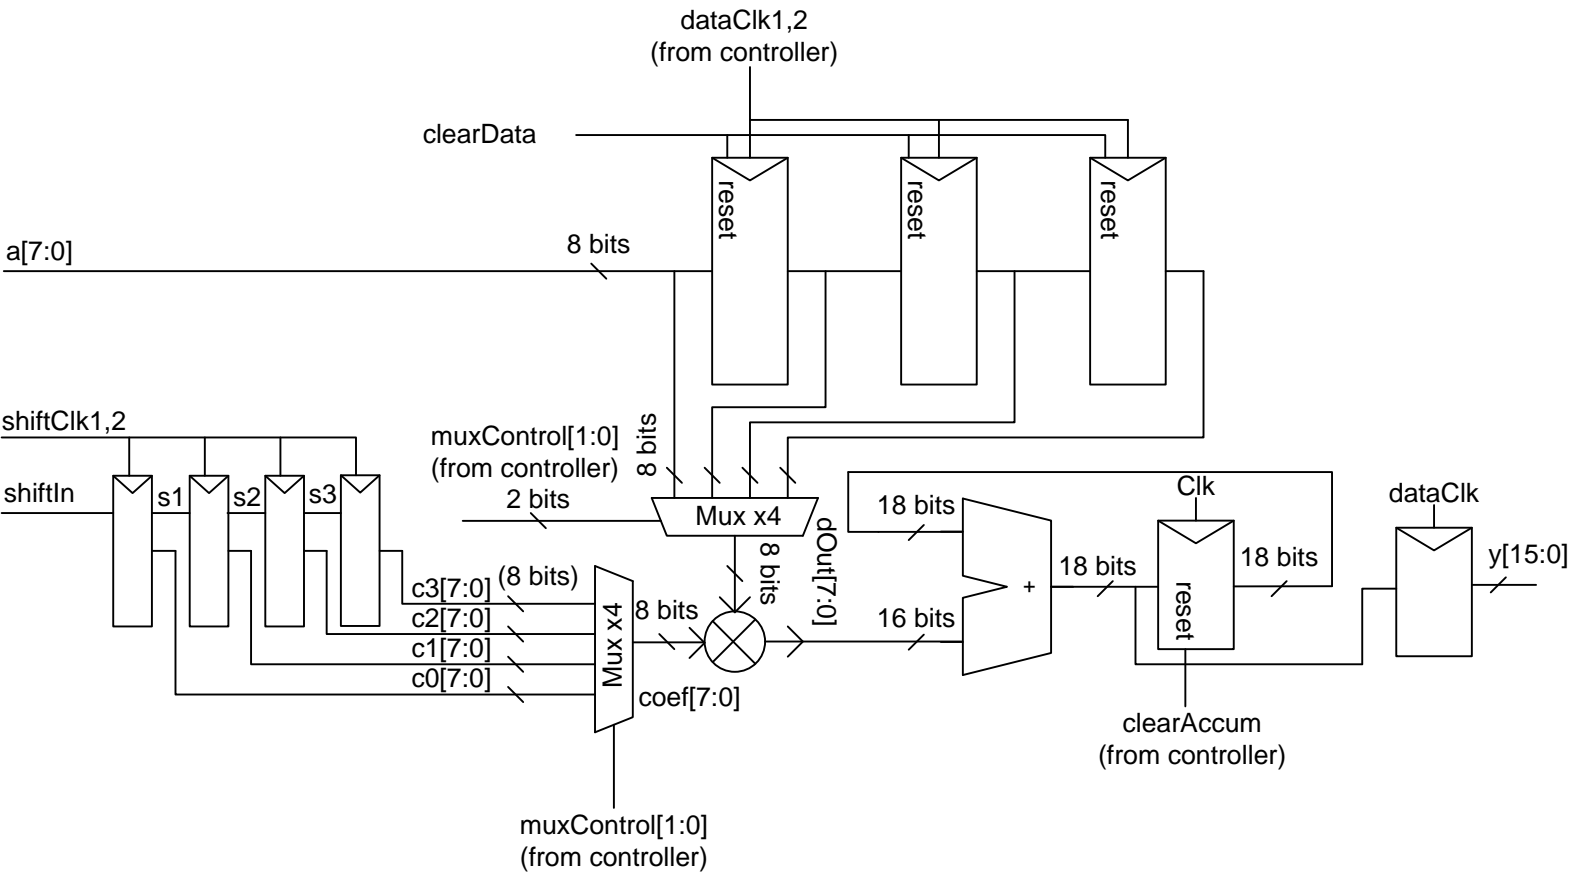 dataClk1,2
(from controller)
clearData
reset
reset
reset
a[7:0]
8 bits
shiftClk1,2
shiftIn
s1
s2
s3
muxControl[1:0]
(from controller)
2 bits
8 bits
Mux x4
8 bits
dOut[7:0]
c3[7:0]
(8 bits)
c2[7:0]
c1[7:0]
c0[7:0]
Mux x4
8 bits
coef[7:0]
muxControl[1:0]
(from controller)
18 bits
16 bits
+
18 bits
Clk
reset
18 bits
clearAccum
(from controller)
dataClk
y[15:0]